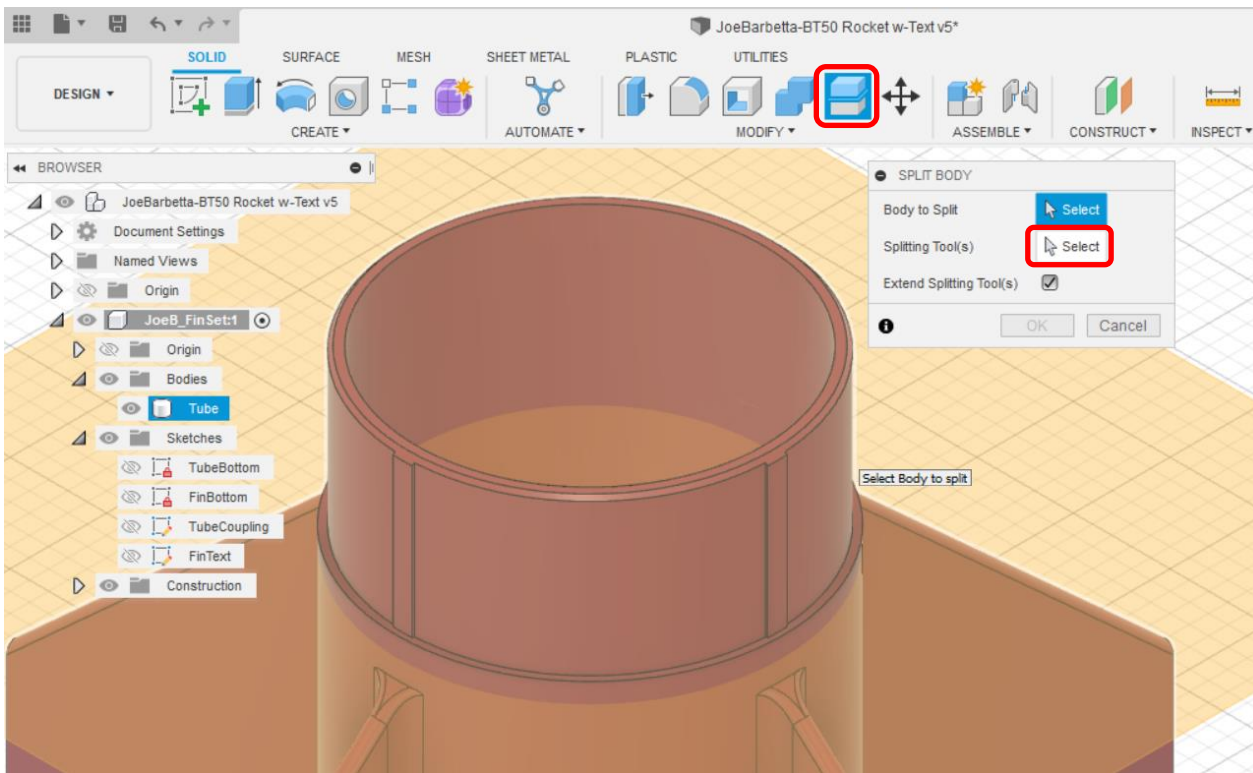 JoeBarbetta-BT50 Rocket w-Text v5*
SOLID SURFACE MESH SHEET METAL PLASTIC UTILITIES
DESIGN ▾
CREATE ▾ AUTOMATE ▾ MODIFY ▾ ASSEMBLE ▾ CONSTRUCT ▾ INSPECT ▾
BROWSER
JoeBarbetta-BT50 Rocket w-Text v5
Document Settings
Named Views
Origin
JoeB_FinSet:1
Origin
Bodies
Tube
Sketches
TubeBottom
FinBottom
TubeCoupling
FinText
Construction
SPLIT BODY
Body to Split Select
Splitting Tool(s) Select
Extend Splitting Tool(s)
OK Cancel
Select Body to split